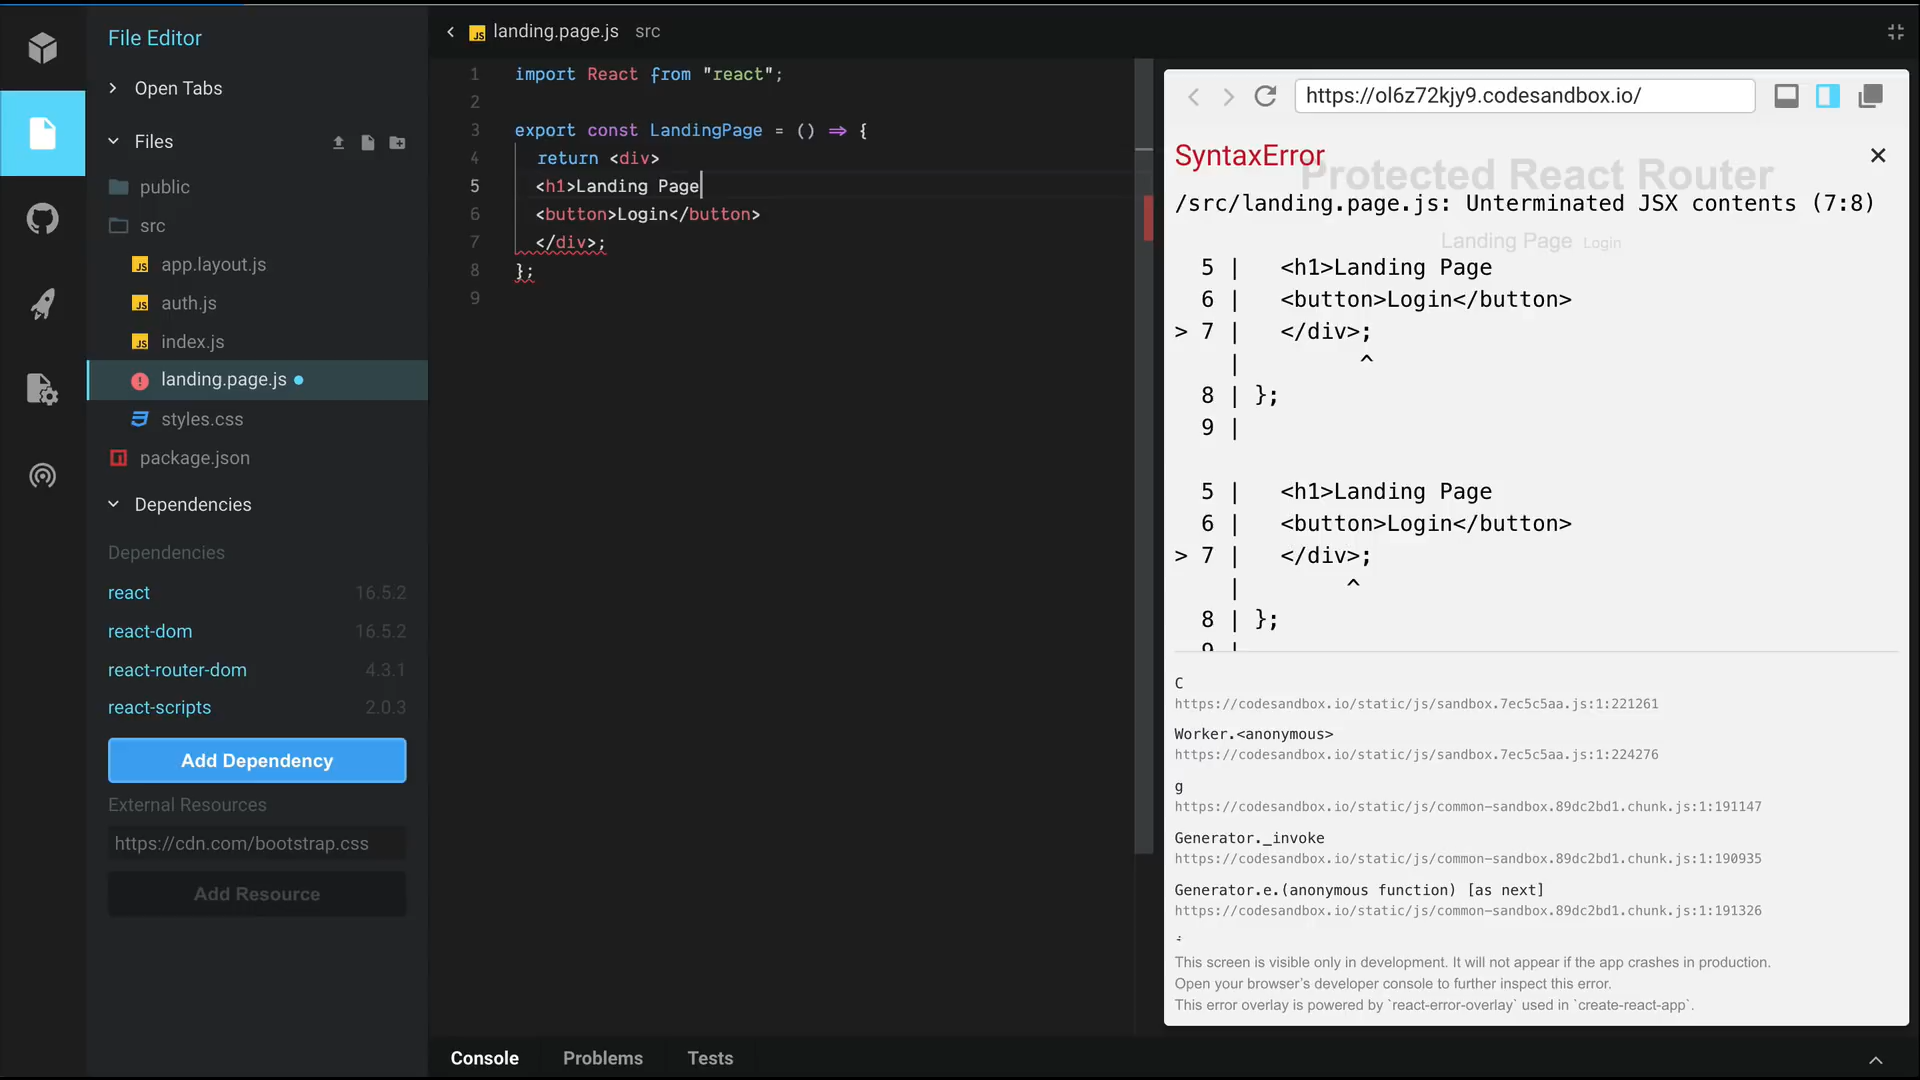 File Editor
Open Tabs
Files
public
src
JS app.layout.js
JS auth.js
JS index.js
landing.page.js
styles.css
package.json
Dependencies
Dependencies
react 16.5.2
react-dom 16.5.2
react-router-dom 4.3.1
react-scripts 2.0.3
Add Dependency
External Resources
https://cdn.com/bootstrap.css
Add Resource
JS landing.page.js src
1 import React from "react";
2
3 export const LandingPage = () => {
4 return <div>
5 <h1>Landing Page
6 <button>Login</button>
7 </div>;
8 };
9
Console Problems Tests
https://ol6z72kjy9.codesandbox.io/
SyntaxError
Protected React Router
/src/landing.page.js: Unterminated JSX contents (7:8)
Landing Page Login
5 | <h1>Landing Page
6 | <button>Login</button>
> 7 | </div>;
| ^
8 | };
9 |
5 | <h1>Landing Page
6 | <button>Login</button>
> 7 | </div>;
| ^
8 | };
9 |
C
https://codesandbox.io/static/js/sandbox.7ec5c5aa.js:1:221261
Worker.<anonymous>
https://codesandbox.io/static/js/sandbox.7ec5c5aa.js:1:224276
g
https://codesandbox.io/static/js/common-sandbox.89dc2bd1.chunk.js:1:191147
Generator._invoke
https://codesandbox.io/static/js/common-sandbox.89dc2bd1.chunk.js:1:190935
Generator.e.(anonymous function) [as next]
https://codesandbox.io/static/js/common-sandbox.89dc2bd1.chunk.js:1:191326
This screen is visible only in development. It will not appear if the app crashes in production.
Open your browser's developer console to further inspect this error.
This error overlay is powered by `react-error-overlay` used in `create-react-app`.